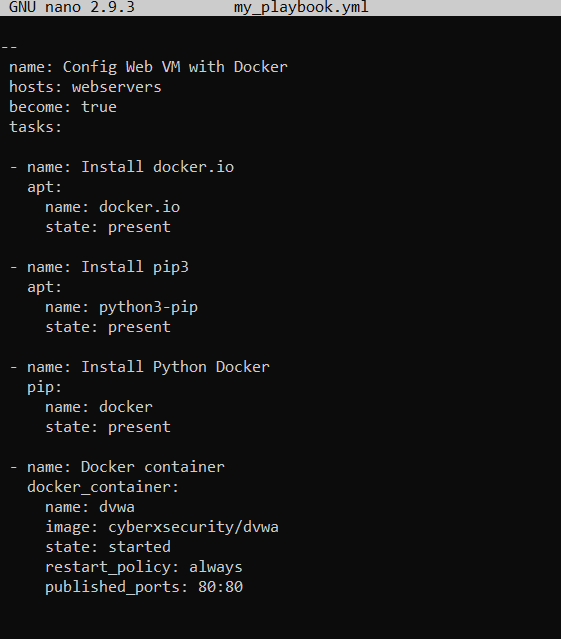 GNU nano 2.9.3 my_playbook.yml
--
name: Config Web VM with Docker
hosts: webservers
become: true
tasks:
- name: Install docker.io
apt:
name: docker.io
state: present
- name: Install pip3
apt:
name: python3-pip
state: present
- name: Install Python Docker
pip:
name: docker
state: present
- name: Docker container
docker_container:
name: dvwa
image: cyberxsecurity/dvwa
state: started
restart_policy: always
published_ports: 80:80